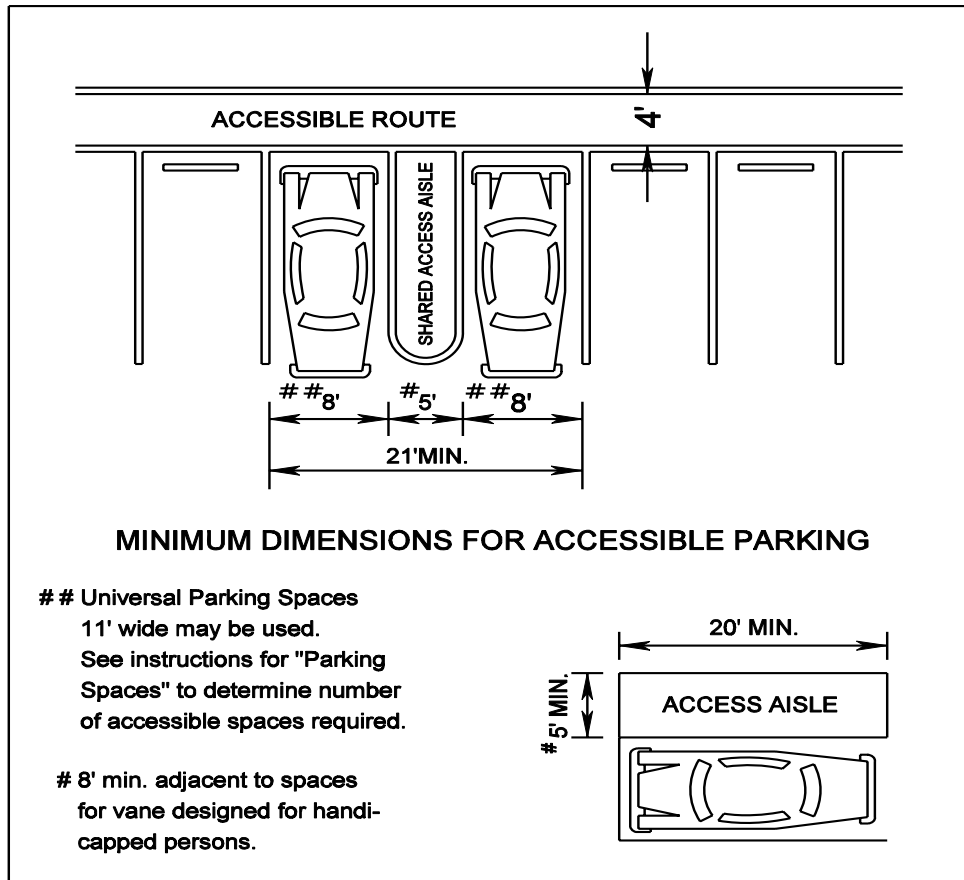 4'
ACCESSIBLE ROUTE
SHARED ACCESS AISLE
##8' #5' ##8'
21'MIN.
MINIMUM DIMENSIONS FOR ACCESSIBLE PARKING
## Universal Parking Spaces
11' wide may be used.
See instructions for "Parking
Spaces" to determine number
of accessible spaces required.
# 8' min. adjacent to spaces
for vane designed for handi-
capped persons.
20' MIN.
# 5' MIN.
ACCESS AISLE